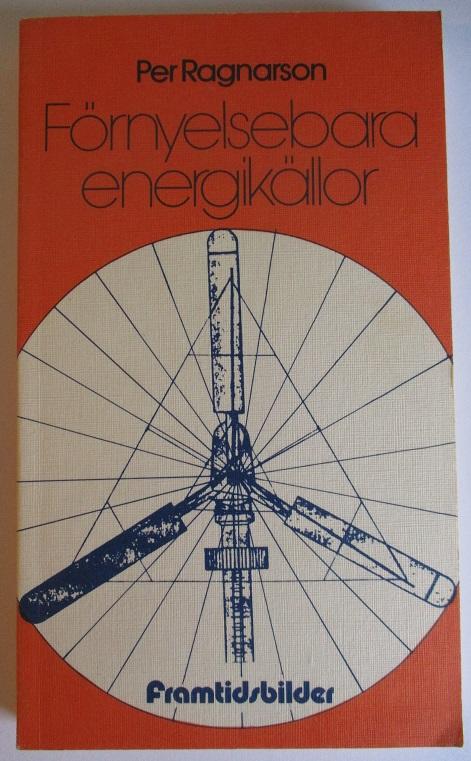 Per Ragnarson
Förnyelsebara
energikällor
Framtidsbilder